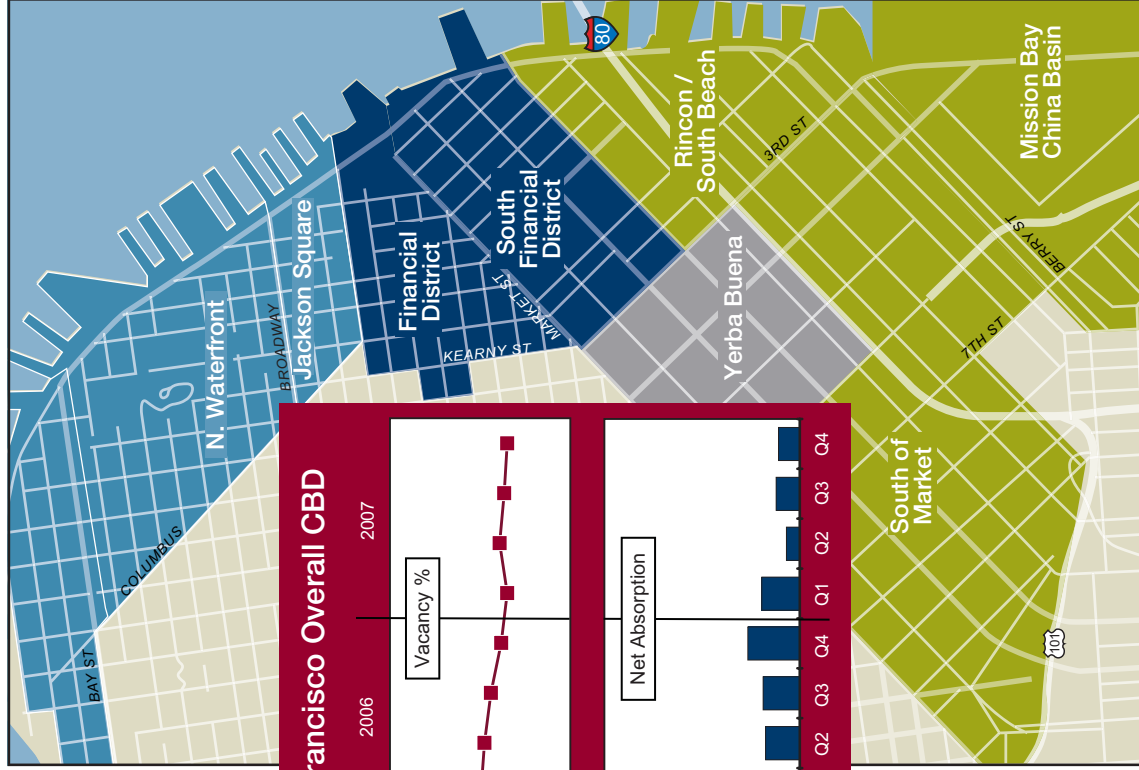 N. Waterfront
BROADWAY
Jackson Square
Financial
District
South
Financial
District
MARKET ST
KEARNY ST
COLUMBUS
BAY ST
80
Rincon /
South Beach
3RD ST
Yerba Buena
Mission Bay
China Basin
BERRY ST
7TH ST
South of
Market
101
rancisco Overall CBD
2006
2007
Vacancy %
Net Absorption
Q2
Q3
Q4
Q1
Q2
Q3
Q4